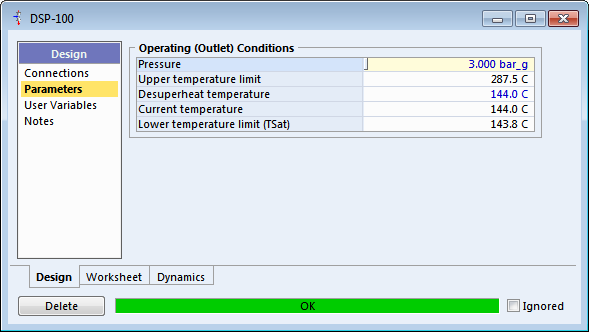 DSP-100
Design
Connections
Parameters
User Variables
Notes
Operating (Outlet) Conditions
Pressure 3.000 bar_g
Upper temperature limit 287.5 C
Desuperheat temperature 144.0 C
Current temperature 144.0 C
Lower temperature limit (TSat) 143.8 C
Design Worksheet Dynamics
Delete OK Ignored